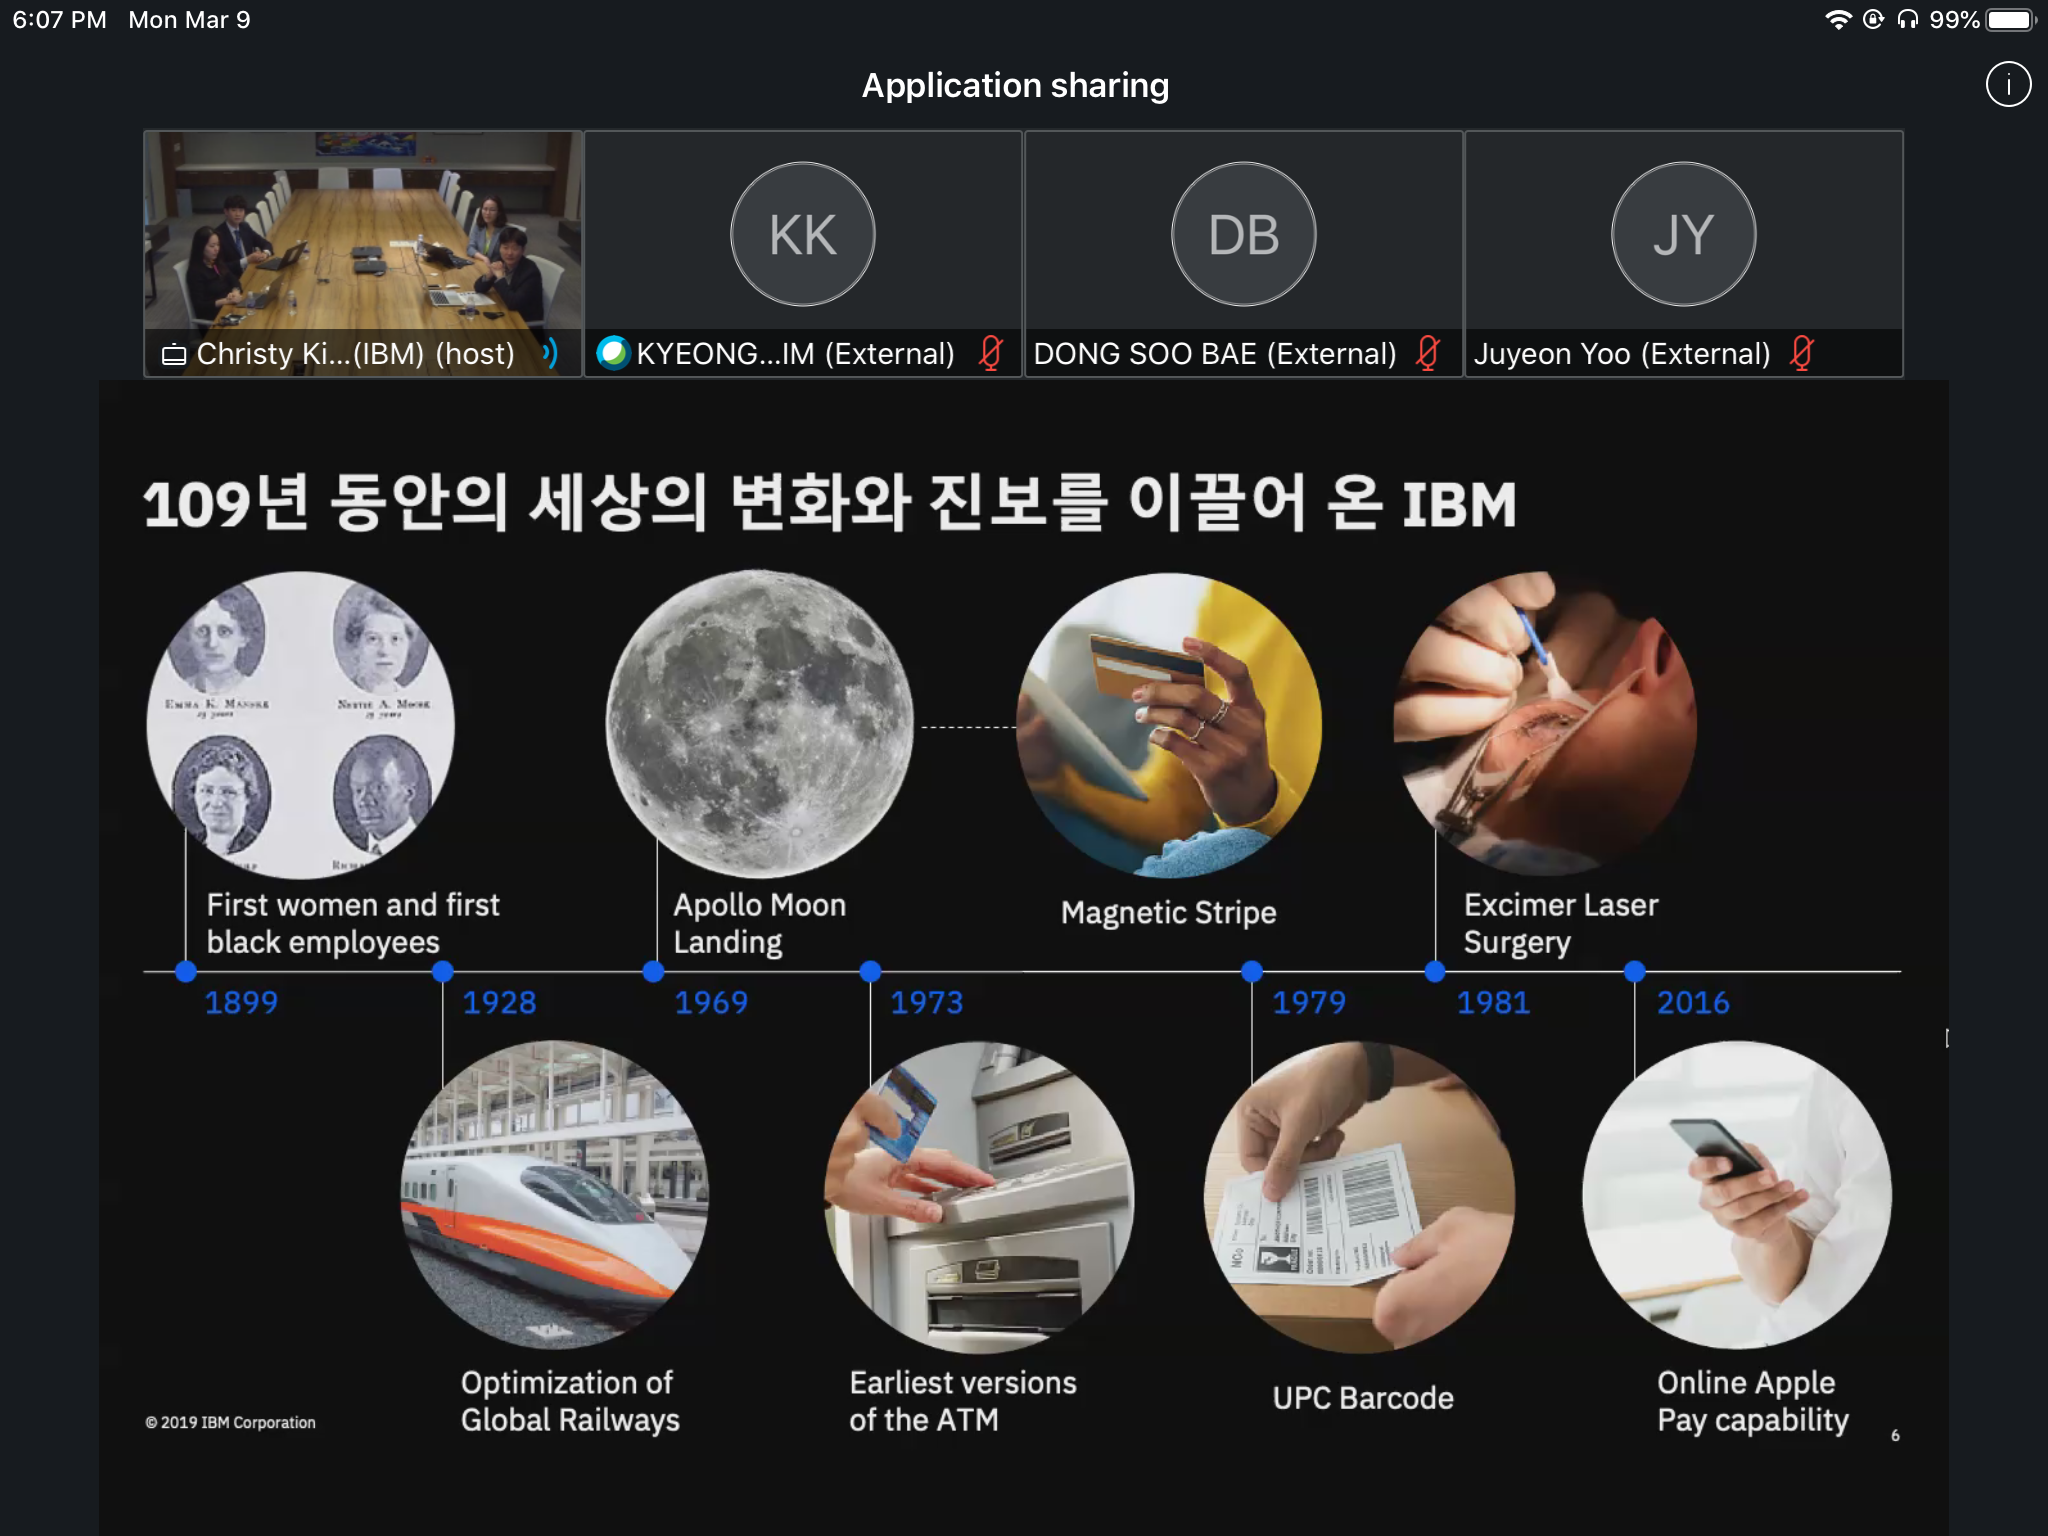 6:07 PM Mon Mar 9
99%
Application sharing
KK
DB
JY
Christy Ki...(IBM) (host)
KYEONG...IM (External)
DONG SOO BAE (External)
Juyeon Yoo (External)
109년 동안의 세상의 변화와 진보를 이끌어 온 IBM
EMMA K. MANSKE
NETTIE A. MOORE
First women and first
black employees
Apollo Moon
Landing
Magnetic Stripe
Excimer Laser
Surgery
1899
1928
1969
1973
1979
1981
2016
Optimization of
Global Railways
Earliest versions
of the ATM
UPC Barcode
Online Apple
Pay capability
© 2019 IBM Corporation
6